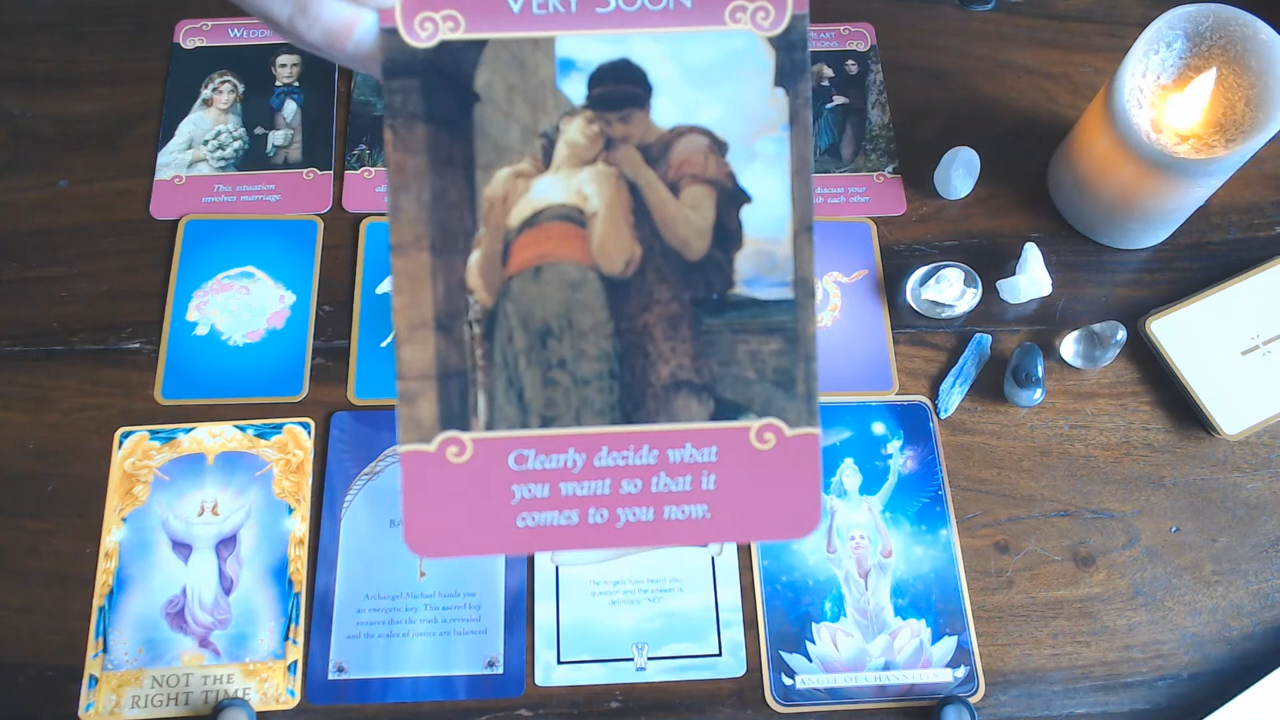 VERY SOON
WEDDI
HEART
TIONS
This situation
involves marriage.
discuss your
with each other
Clearly decide what
you want so that it
comes to you now.
BA
Archangel Michael hands you
an energetic key. This sacred key
ensures that the truth is revealed
and the scales of justice are balanced
The Angels have heard your
question and the answer is
definitely "NO"
NOT THE
RIGHT TIME
ANGEL OF CHANNELING